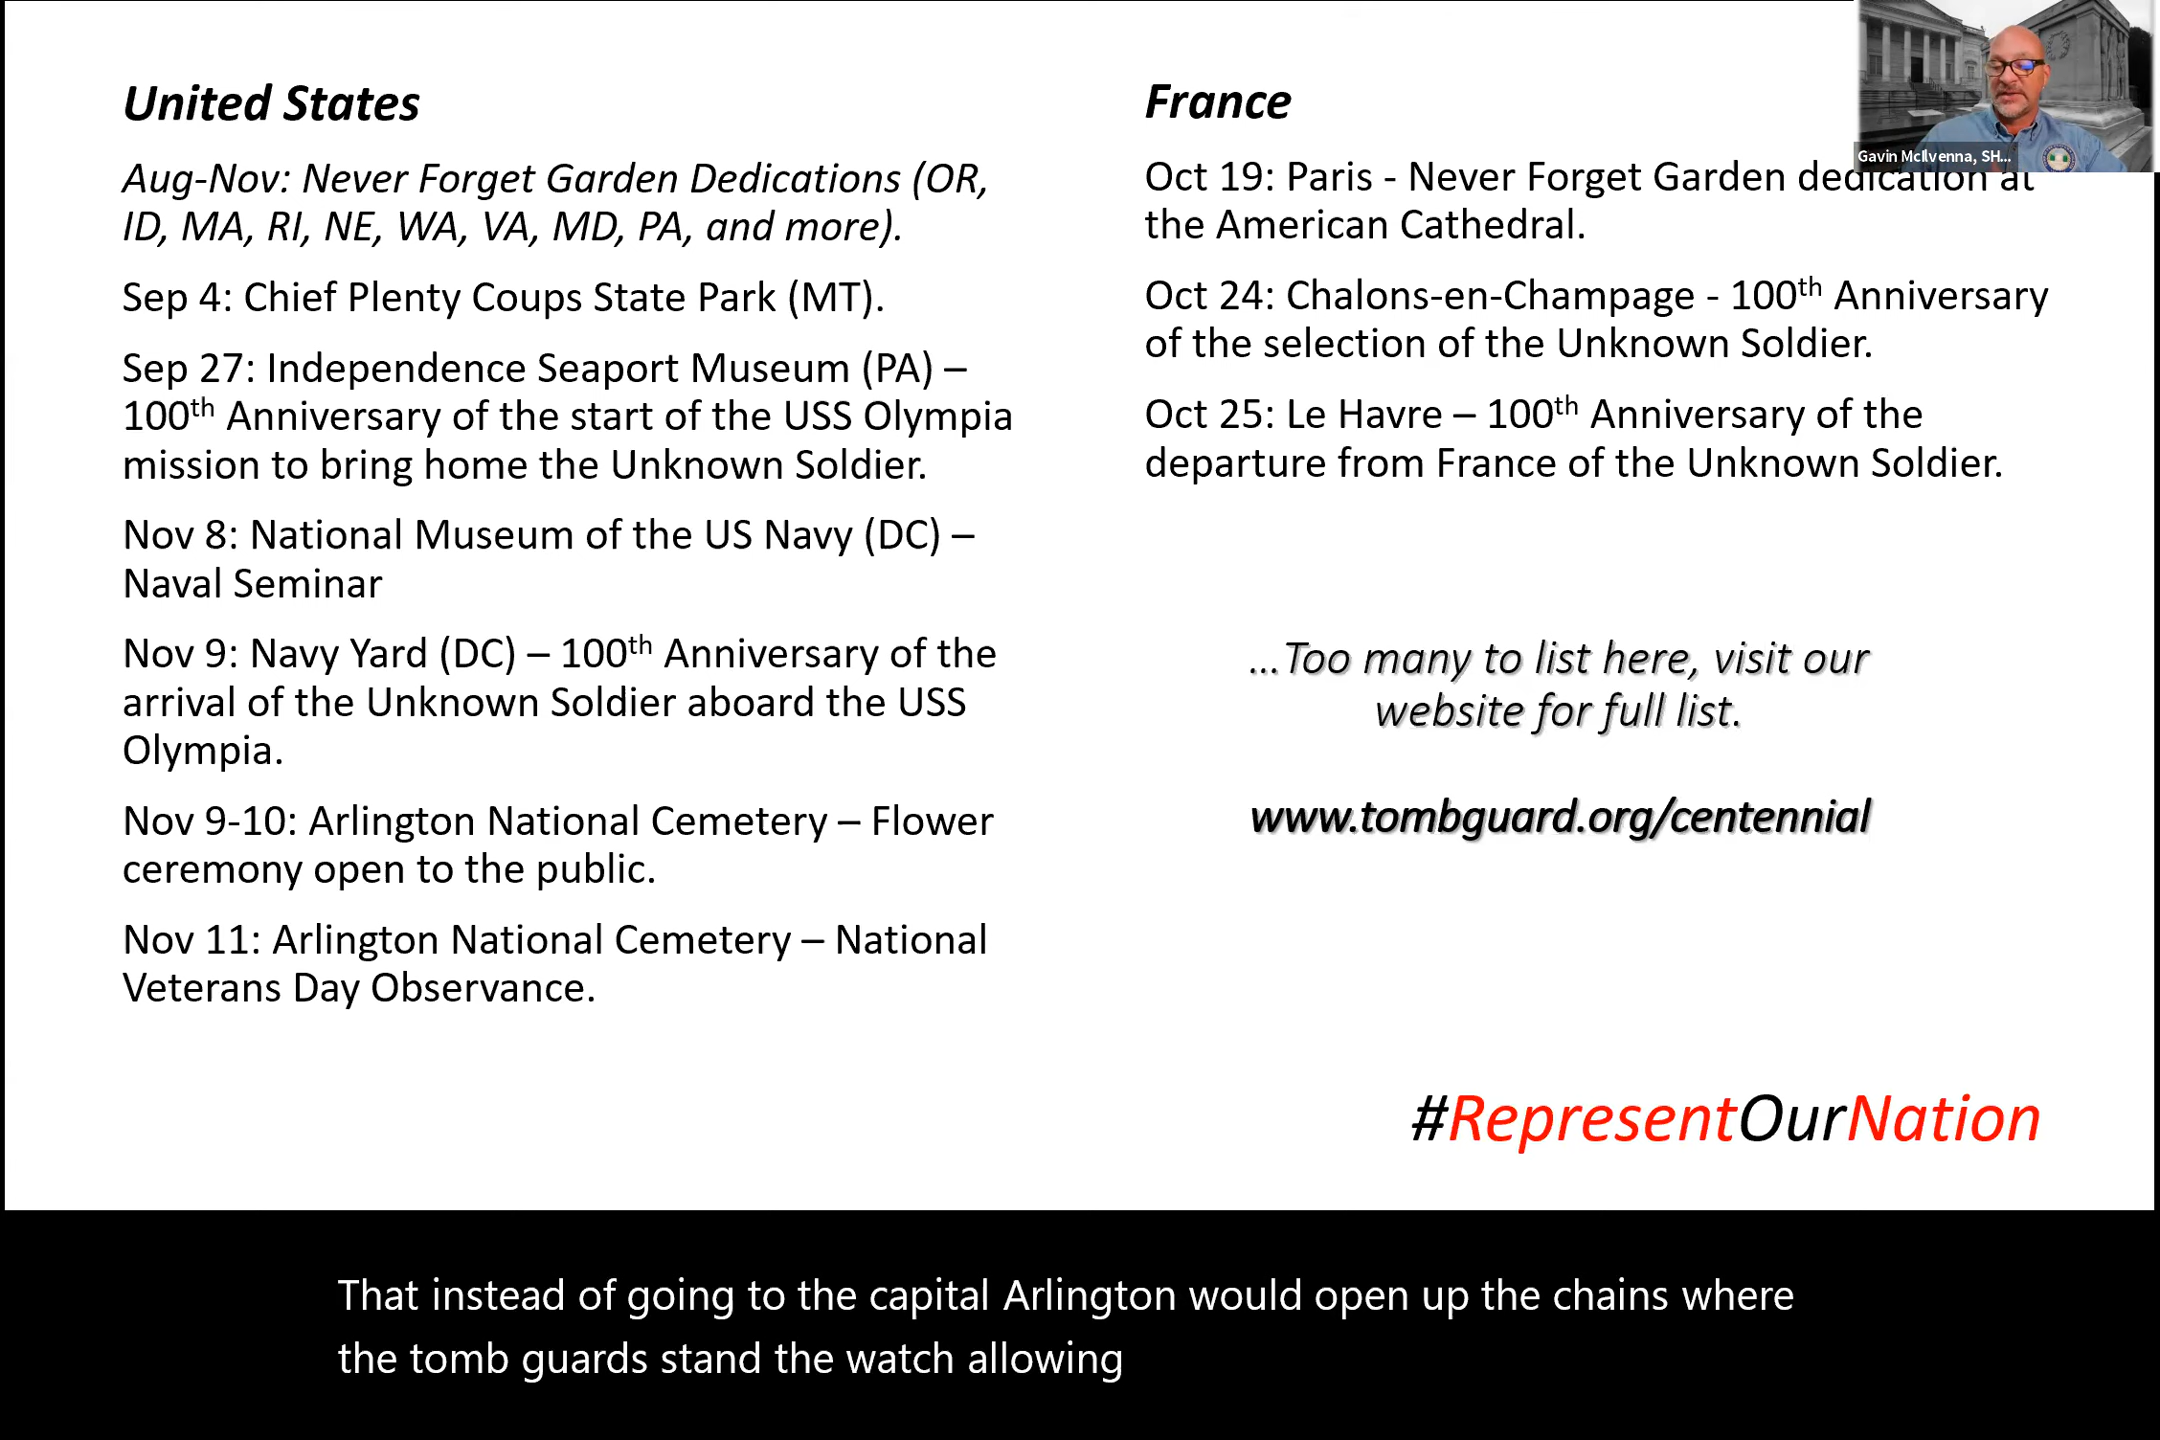 United States
Aug-Nov: Never Forget Garden Dedications (OR,
ID, MA, RI, NE, WA, VA, MD, PA, and more).
Sep 4: Chief Plenty Coups State Park (MT).
Sep 27: Independence Seaport Museum (PA) –
100th Anniversary of the start of the USS Olympia
mission to bring home the Unknown Soldier.
Nov 8: National Museum of the US Navy (DC) –
Naval Seminar
Nov 9: Navy Yard (DC) – 100th Anniversary of the
arrival of the Unknown Soldier aboard the USS
Olympia.
Nov 9-10: Arlington National Cemetery – Flower
ceremony open to the public.
Nov 11: Arlington National Cemetery – National
Veterans Day Observance.
France
Oct 19: Paris - Never Forget Garden dedication at
the American Cathedral.
Oct 24: Chalons-en-Champage - 100th Anniversary
of the selection of the Unknown Soldier.
Oct 25: Le Havre – 100th Anniversary of the
departure from France of the Unknown Soldier.
...Too many to list here, visit our
website for full list.
www.tombguard.org/centennial
#RepresentOurNation
Gavin McIlvenna, SH...
That instead of going to the capital Arlington would open up the chains where
the tomb guards stand the watch allowing